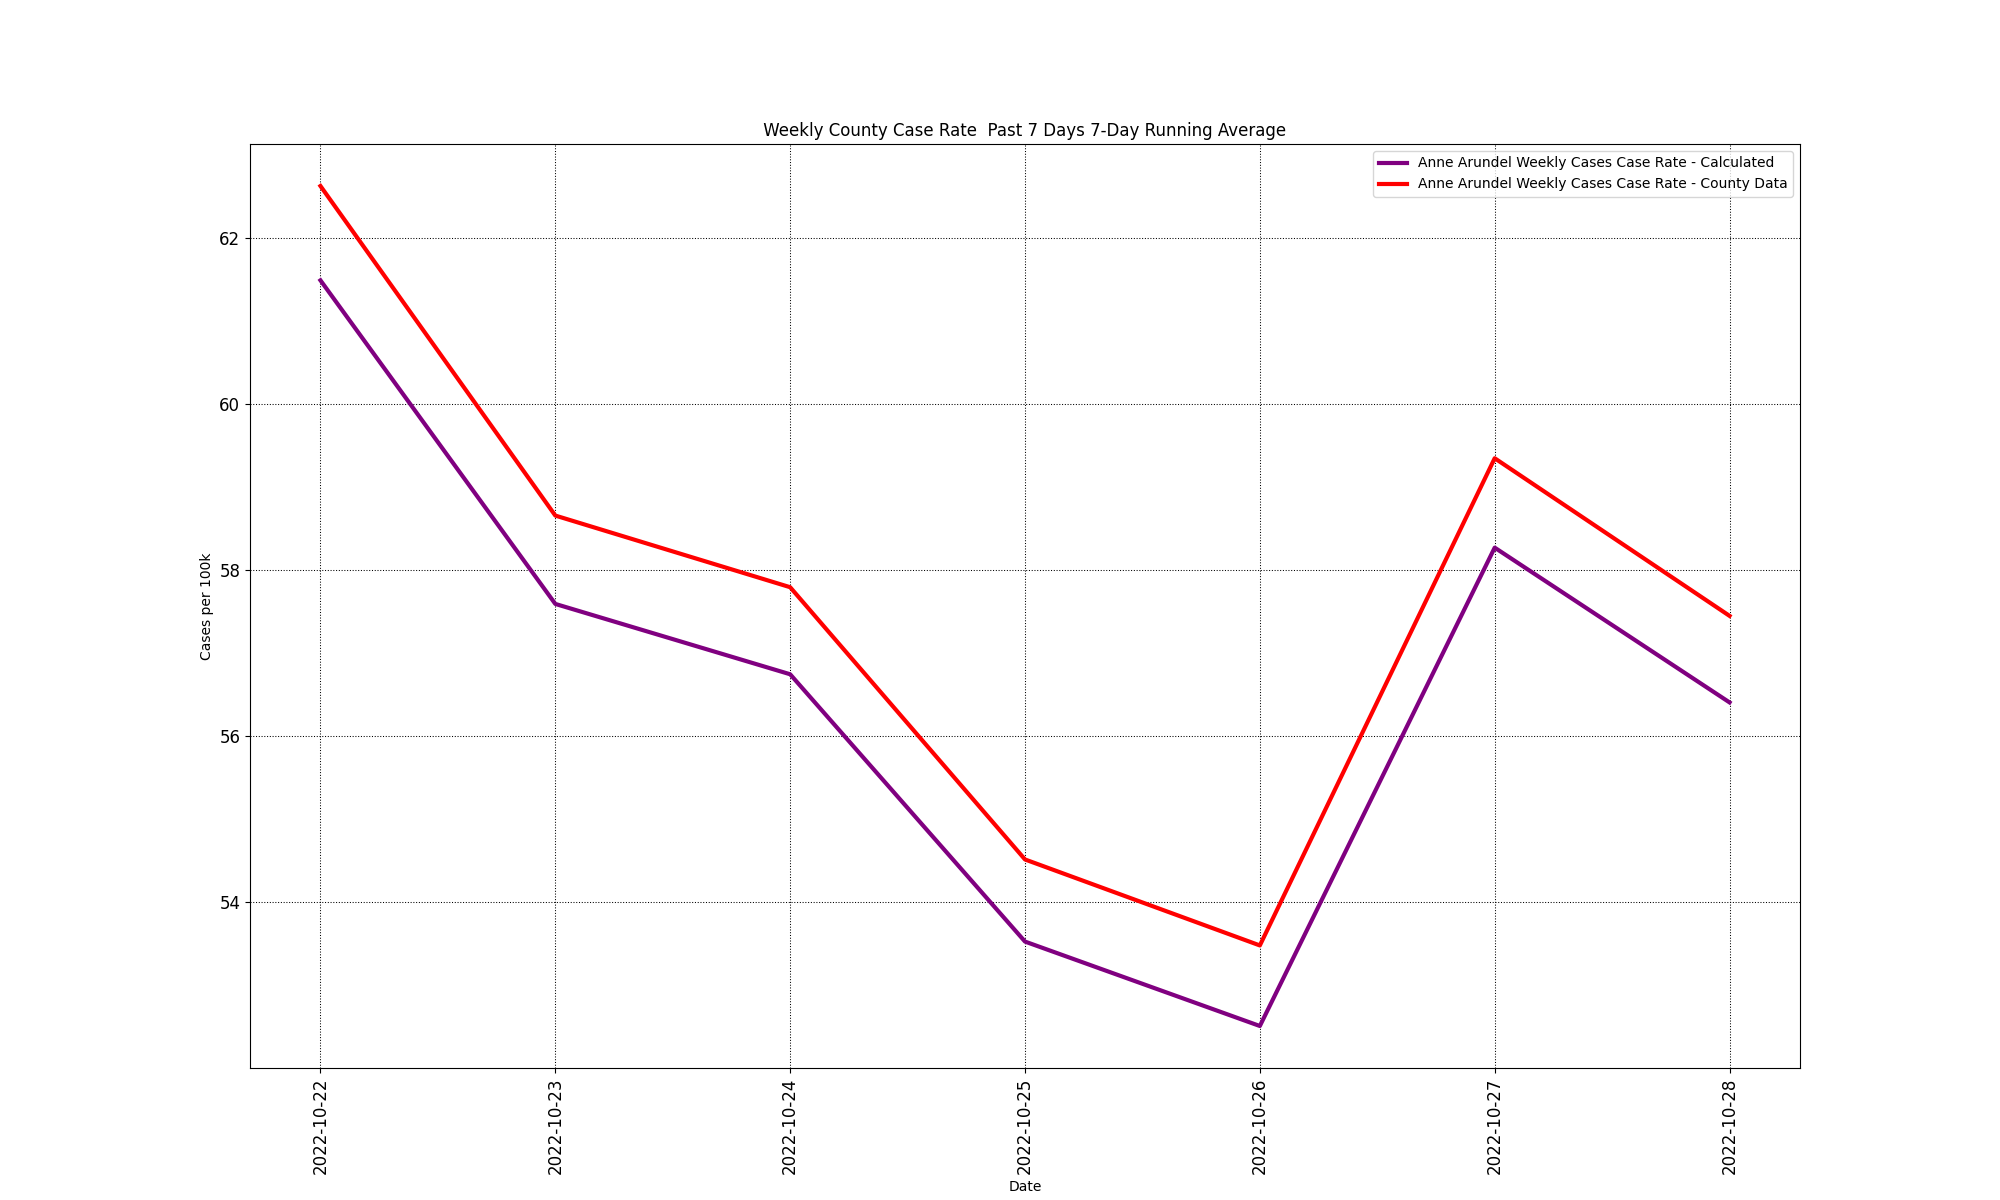 Weekly County Case Rate  Past 7 Days 7-Day Running Average
Anne Arundel Weekly Cases Case Rate - Calculated
Anne Arundel Weekly Cases Case Rate - County Data
62
60
58
56
54
Cases per 100k
2022-10-22
2022-10-23
2022-10-24
2022-10-25
2022-10-26
2022-10-27
2022-10-28
Date